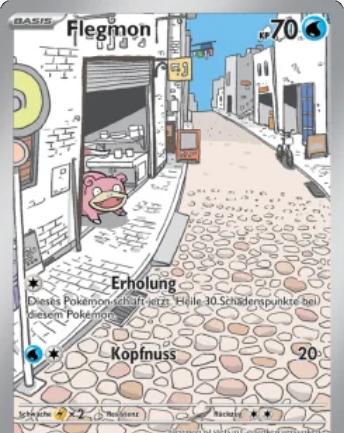 BASIS
Flegmon
KP 70
Erholung
Dieses Pokémon schläft jetzt. Heile 30 Schadenspunkte bei
diesem Pokémon.
Kopfnuss 20
Schwäche ×2 Resistenz Rückzug